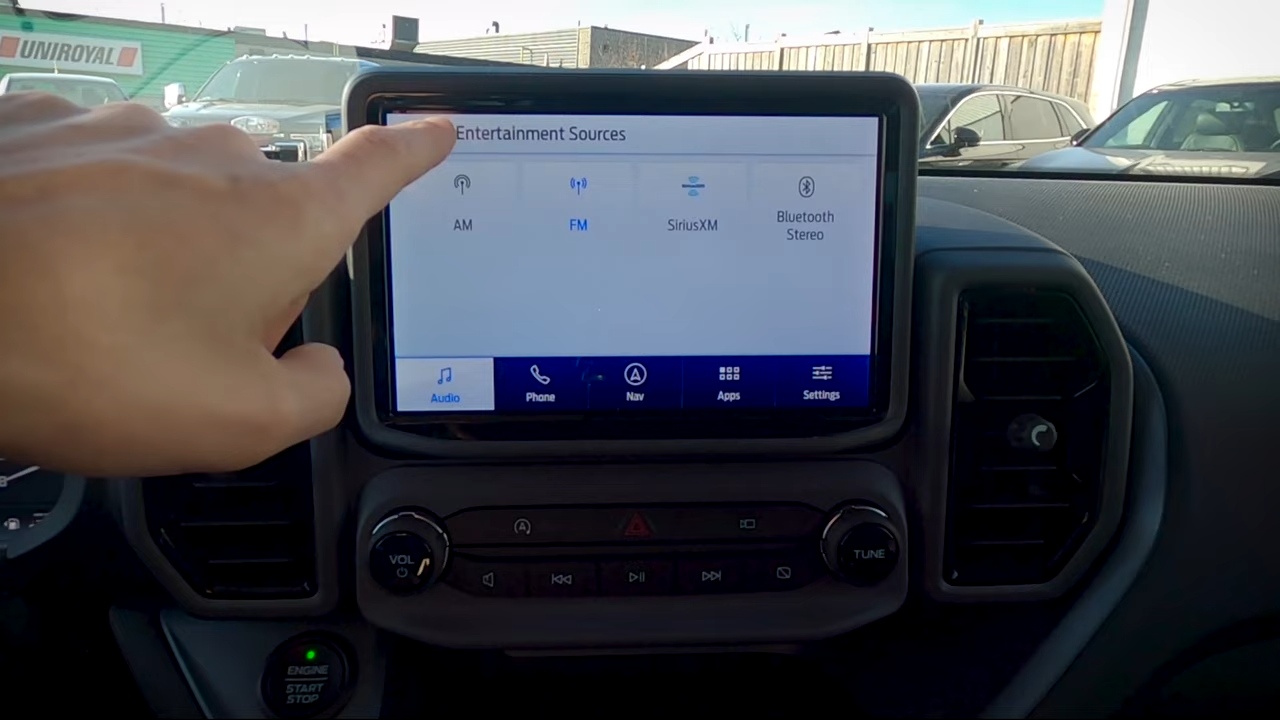 UNIROYAL
Entertainment Sources
AM
FM
SiriusXM
Bluetooth
Stereo
Audio
Phone
Nav
Apps
Settings
VOL
TUNE
ENGINE
START
STOP